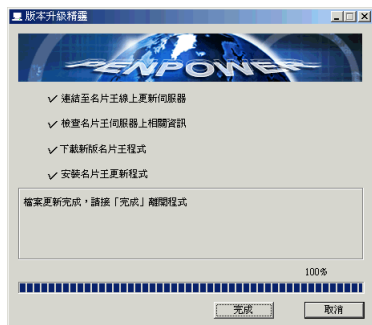 版本升級精靈
PENPOWER
連結至名片王線上更新伺服器
檢查名片王伺服器上相關資訊
下載新版名片王程式
安裝名片王更新程式
檔案更新完成，請按「完成」離開程式
100%
完成
取消